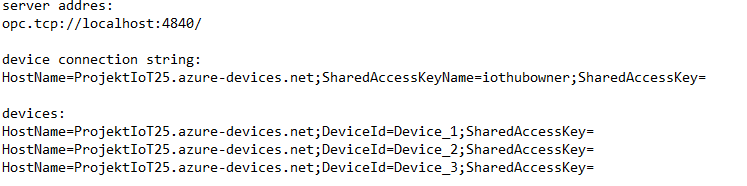 server addres:
opc.tcp://localhost:4840/
device connection string:
HostName=ProjektIoT25.azure-devices.net;SharedAccessKeyName=iothubowner;SharedAccessKey=
devices:
HostName=ProjektIoT25.azure-devices.net;DeviceId=Device_1;SharedAccessKey=
HostName=ProjektIoT25.azure-devices.net;DeviceId=Device_2;SharedAccessKey=
HostName=ProjektIoT25.azure-devices.net;DeviceId=Device_3;SharedAccessKey=